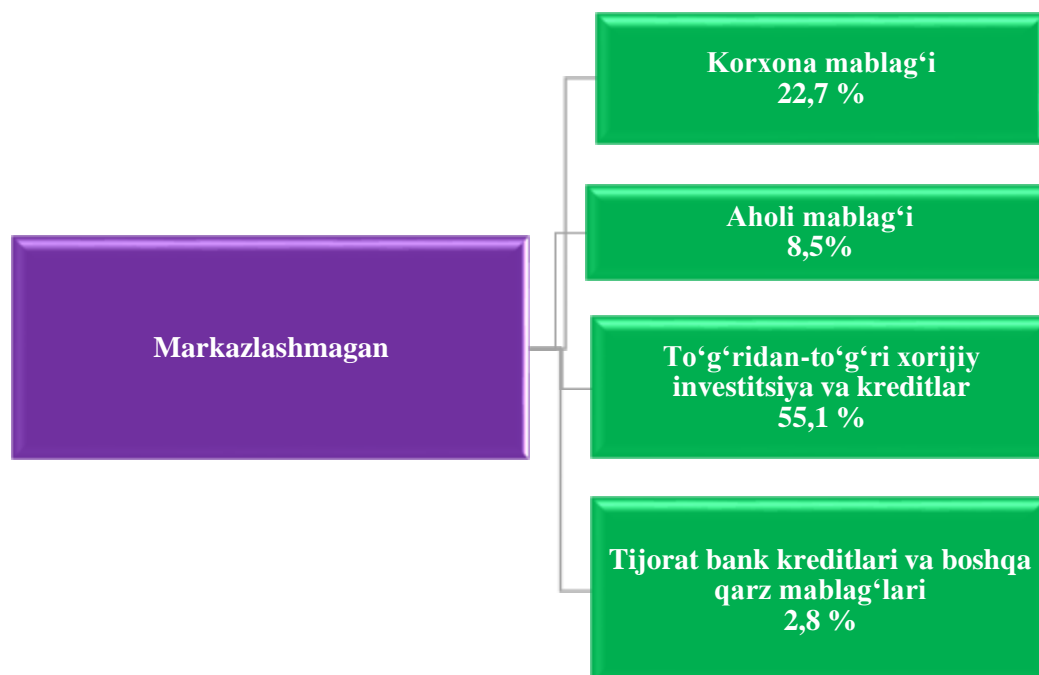 Korxona mablag‘i
22,7 %
Aholi mablag‘i
8,5%
Markazlashmagan
To‘g‘ridan-to‘g‘ri xorijiy
investitsiya va kreditlar
55,1 %
Tijorat bank kreditlari va boshqa
qarz mablag‘lari
2,8 %